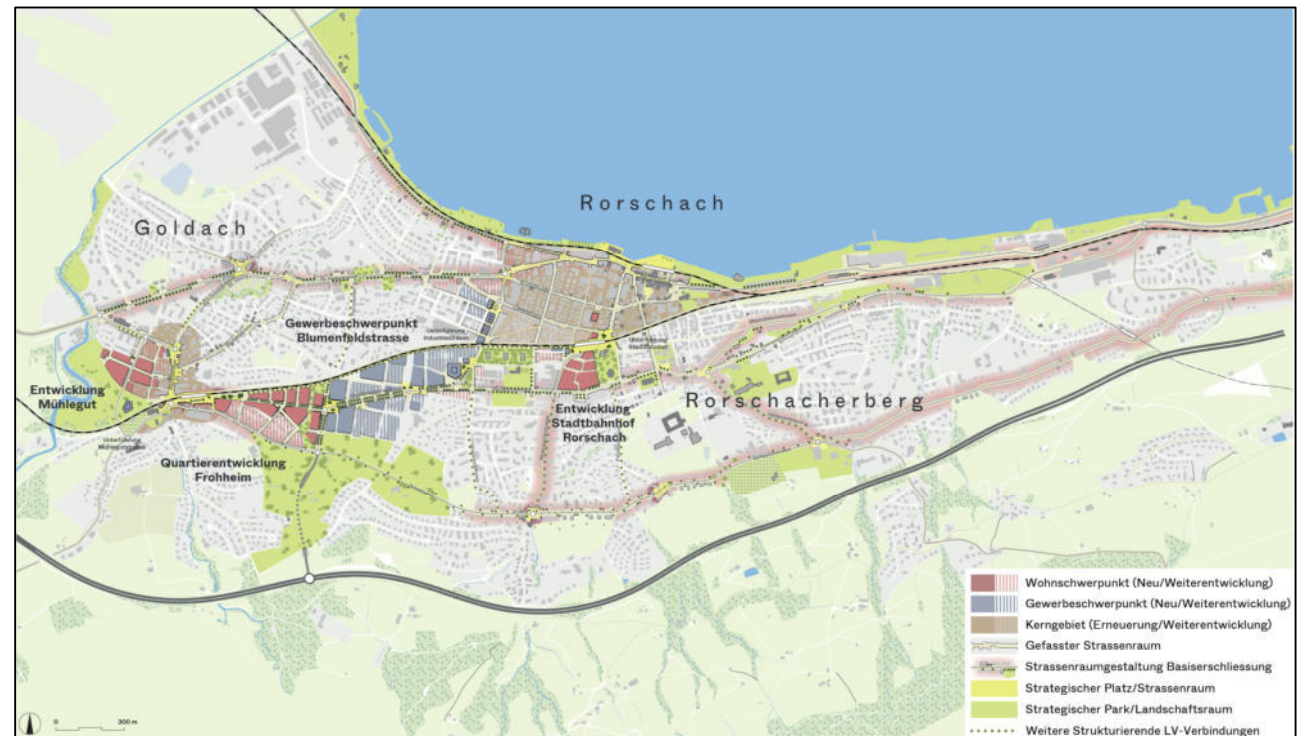 Rorschach
Goldach
Gewerbeschwerpunkt
Blumenfeldstrasse
Entwicklung
Mühlegut
Entwicklung
Stadtbahnhof
Rorschach
Rorschacherberg
Quartierentwicklung
Frohheim
Wohnschwerpunkt (Neu/Weiterentwicklung)
Gewerbeschwerpunkt (Neu/Weiterentwicklung)
Kerngebiet (Erneuerung/Weiterentwicklung)
Gefasster Strassenraum
Strassenraumgestaltung Basiserschliessung
Strategischer Platz/Strassenraum
Strategischer Park/Landschaftsraum
Weitere Strukturierende LV-Verbindungen
0 300 m